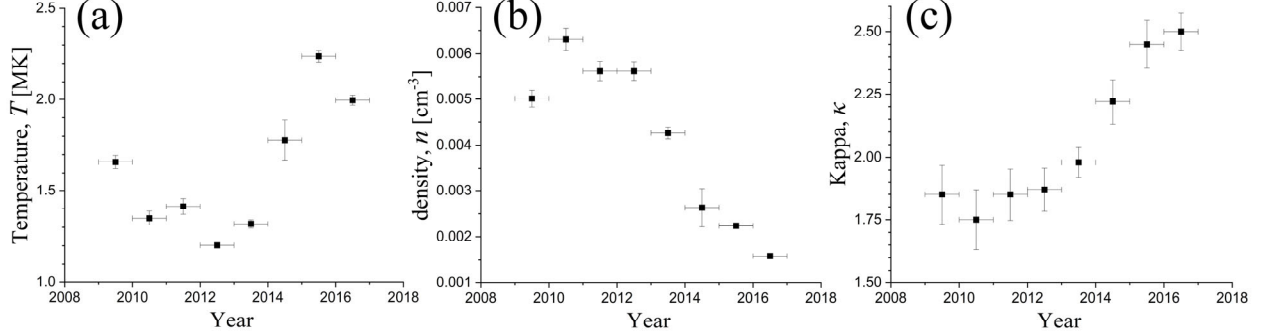 (a)
Temperature, T [MK]
2.5
2.0
1.5
1.0
2008 2010 2012 2014 2016 2018
Year
(b)
density, n [cm⁻³]
0.007
0.006
0.005
0.004
0.003
0.002
0.001
2008 2010 2012 2014 2016 2018
Year
(c)
Kappa, κ
2.50
2.25
2.00
1.75
1.50
2008 2010 2012 2014 2016 2018
Year